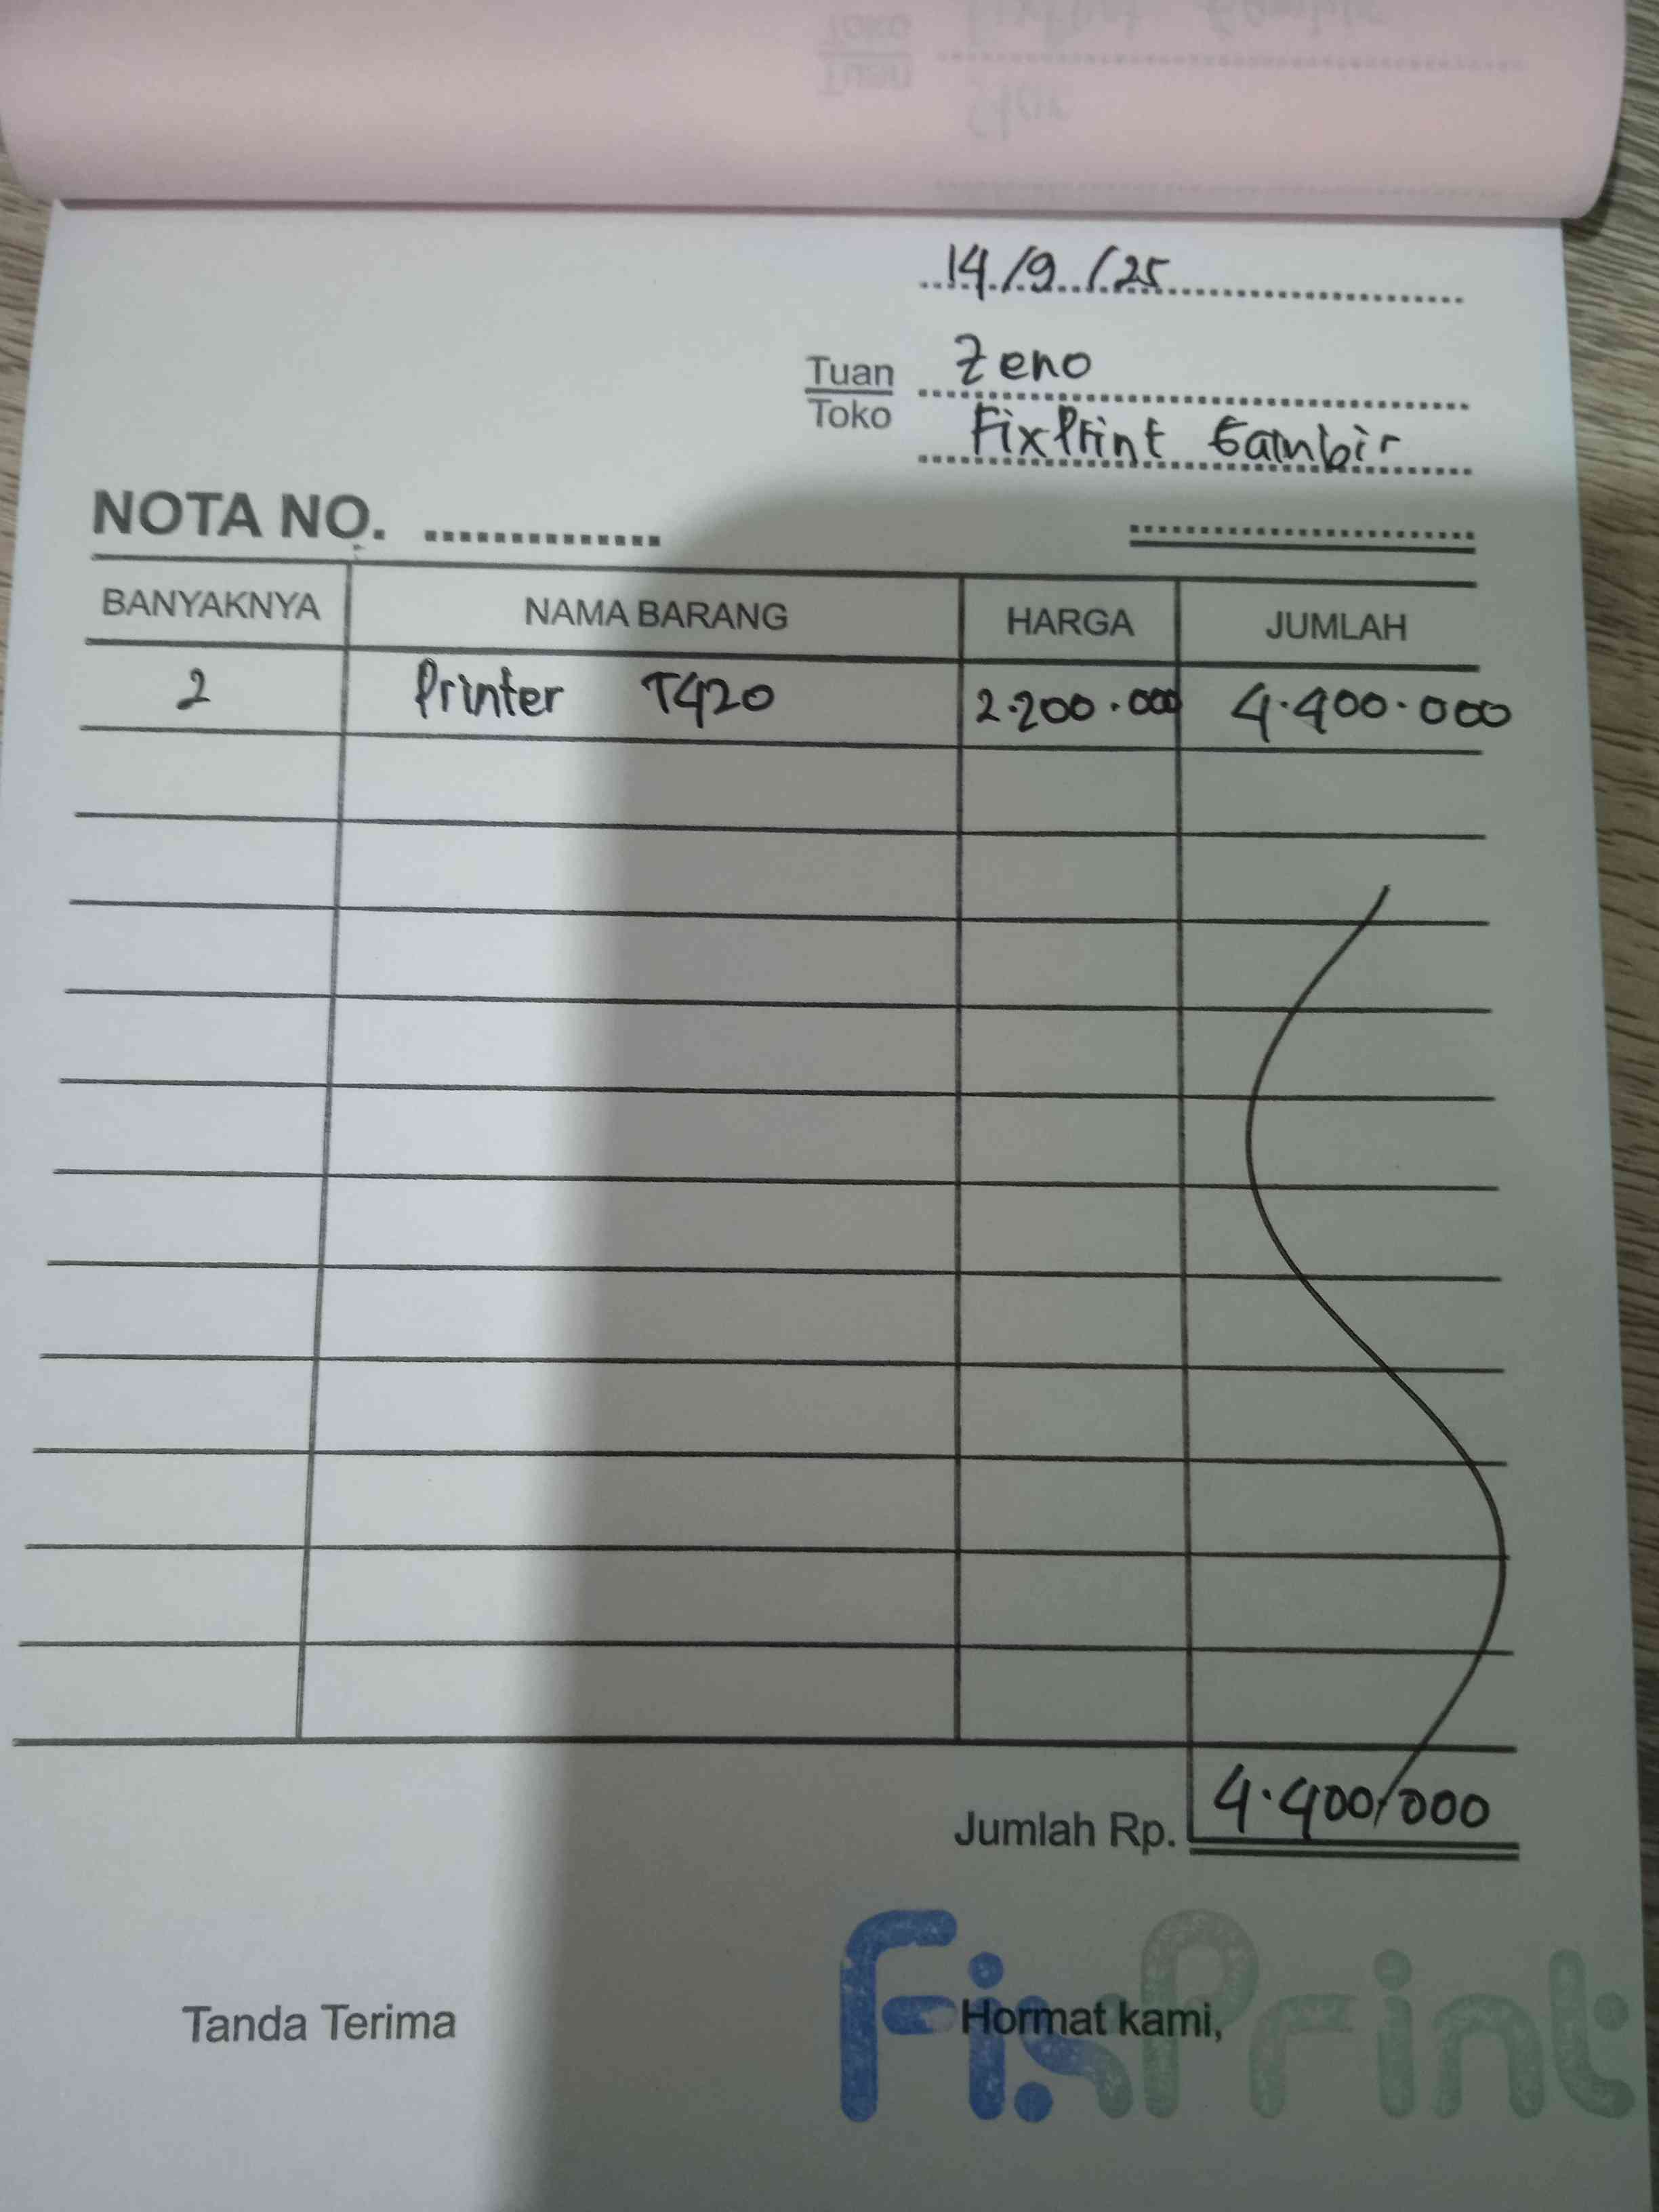 14/9/25
Tuan Zeno
Toko FixPrint Gambir
NOTA NO.
BANYAKNYA NAMA BARANG HARGA JUMLAH
2 Printer T420 2.200.000 4.400.000
Jumlah Rp. 4.400.000
Tanda Terima Hormat kami,
FixPrint